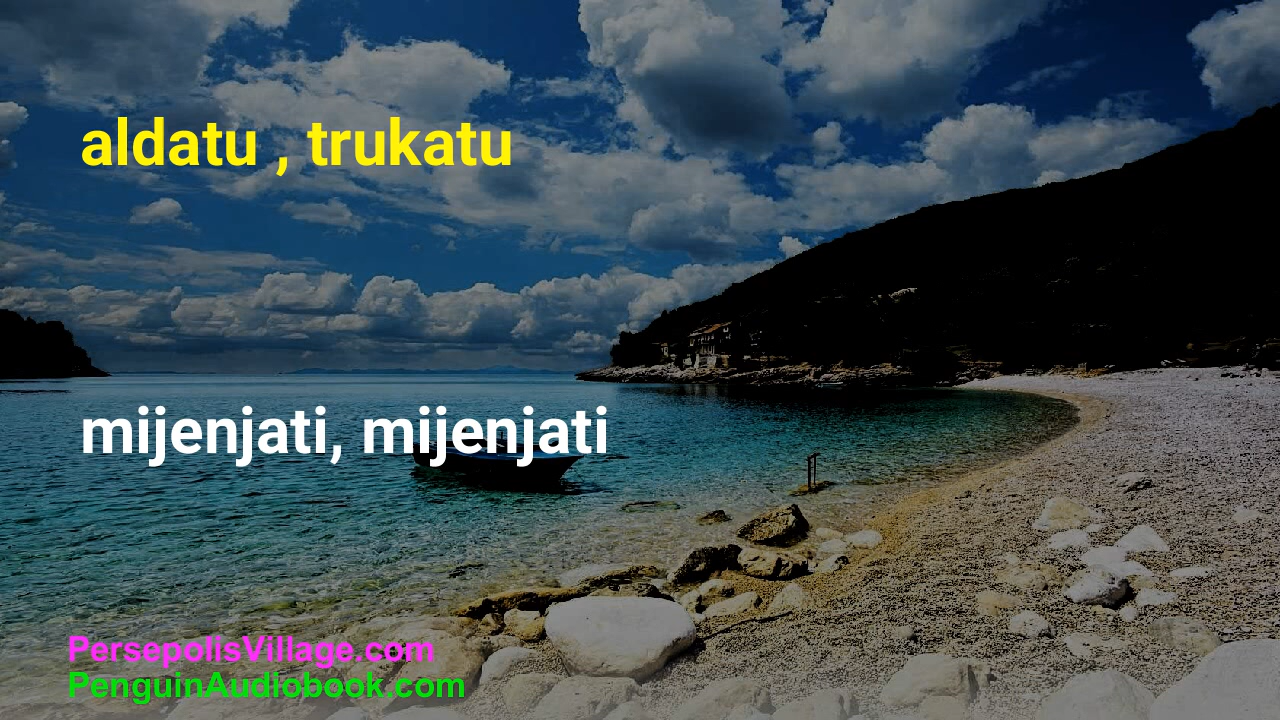 aldatu , trukatu
mijenjati, mijenjati
PersepolisVillage.com
PenguinAudiobook.com